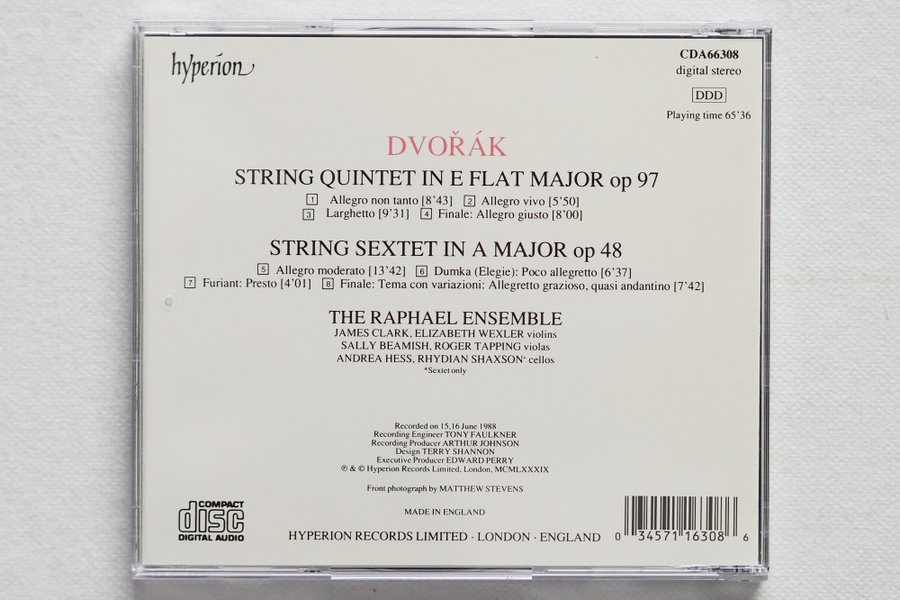 hyperion
CDA66308
digital stereo
DDD
Playing time 65'36
DVOŘÁK
STRING QUINTET IN E FLAT MAJOR op 97
1 Allegro non tanto [8'43] 2 Allegro vivo [5'50]
3 Larghetto [9'31] 4 Finale: Allegro giusto [8'00]
STRING SEXTET IN A MAJOR op 48
5 Allegro moderato [13'42] 6 Dumka (Elegie): Poco allegretto [6'37]
7 Furiant: Presto [4'01] 8 Finale: Tema con variazioni: Allegretto grazioso, quasi andantino [7'42]
THE RAPHAEL ENSEMBLE
JAMES CLARK, ELIZABETH WEXLER violins
SALLY BEAMISH, ROGER TAPPING violas
ANDREA HESS, RHYDIAN SHAXSON* cellos
*Sextet only
Recorded on 15,16 June 1988
Recording Engineer TONY FAULKNER
Recording Producer ARTHUR JOHNSON
Design TERRY SHANNON
Executive Producer EDWARD PERRY
℗ & © Hyperion Records Limited, London, MCMLXXXIX
Front photograph by MATTHEW STEVENS
MADE IN ENGLAND
COMPACT
disc
DIGITAL AUDIO
HYPERION RECORDS LIMITED · LONDON · ENGLAND
0 34571 16308 6